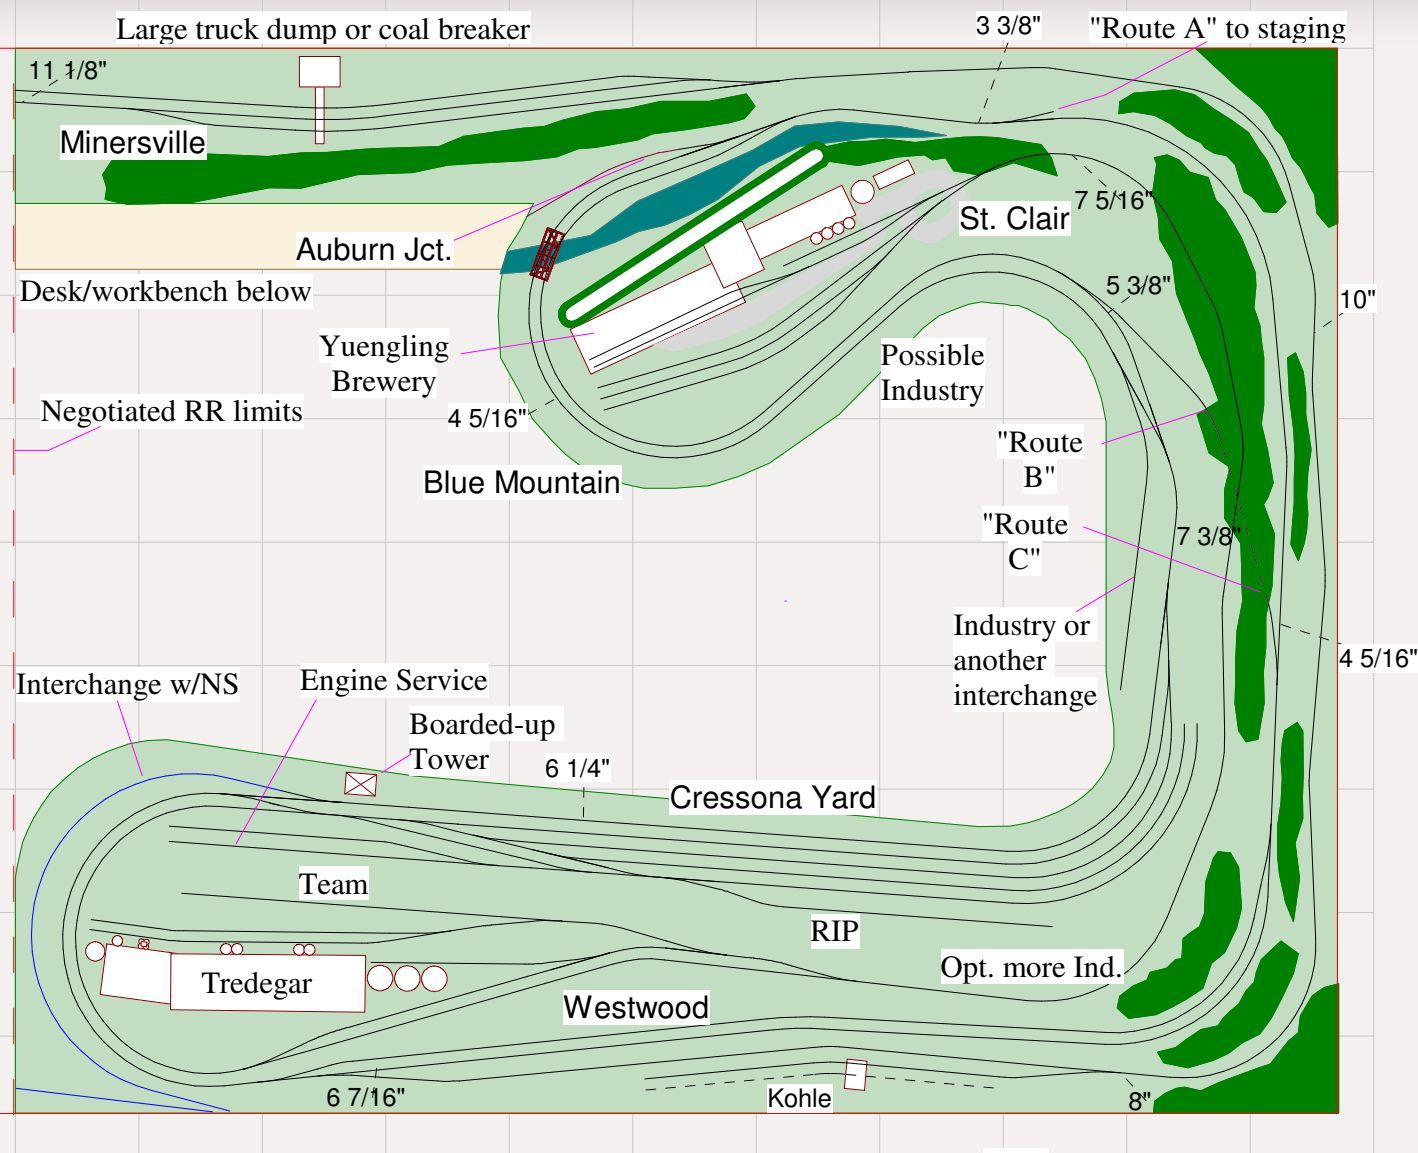 Large truck dump or coal breaker
3 3/8"
"Route A" to staging
11 1/8"
Minersville
7 5/16"
St. Clair
Auburn Jct.
Desk/workbench below
5 3/8"
10"
Yuengling
Brewery
Possible
Industry
Negotiated RR limits
4 5/16"
"Route
B"
Blue Mountain
"Route
C"
7 3/8"
Industry or
another
interchange
4 5/16"
Interchange w/NS
Engine Service
Boarded-up
Tower
6 1/4"
Cressona Yard
Team
RIP
Opt. more Ind.
Tredegar
Westwood
6 7/16"
Kohle
8"